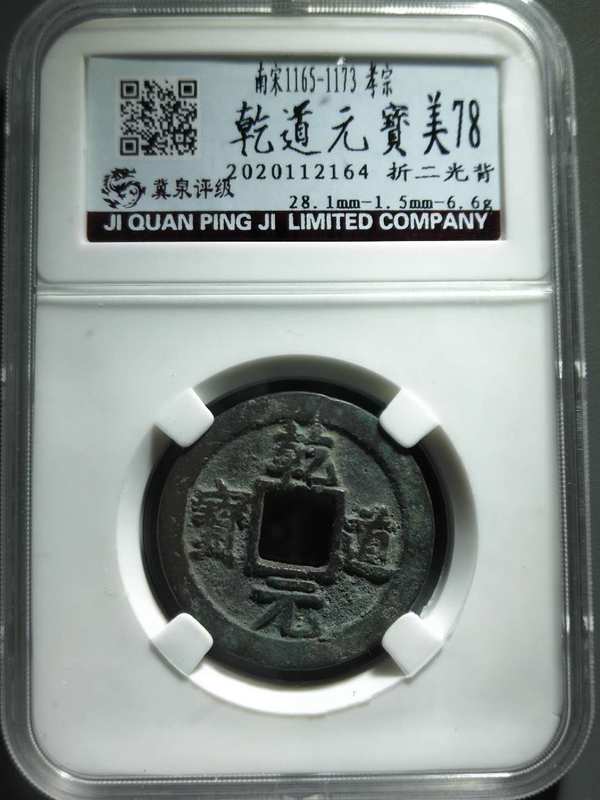 南宋1165-1173 孝宗
乾道元寳美78
2020112164 折二光背
冀泉评级
28.1mm-1.5mm-6.6g
JI QUAN PING JI LIMITED COMPANY
乾
寳 道
元